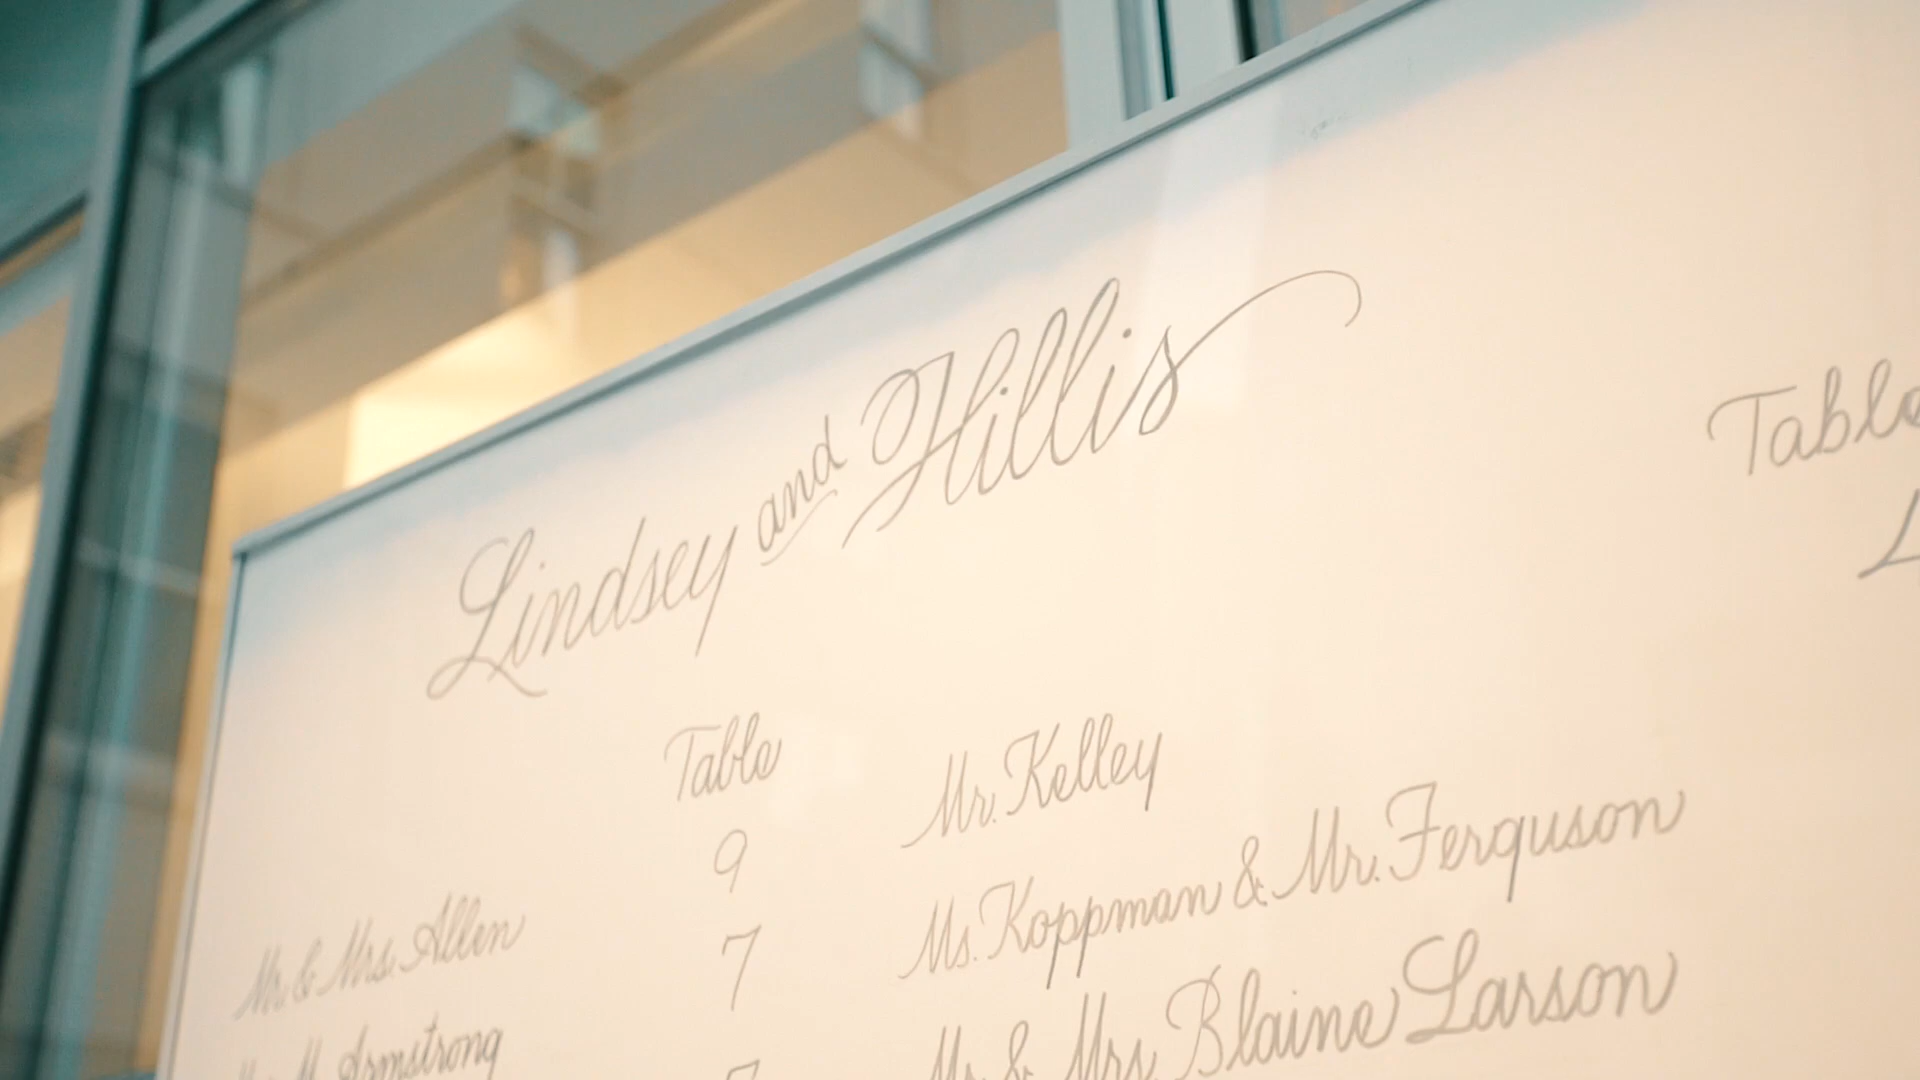 Lindsey and Hillis
Table
9
Mr. & Mrs. Allen
7
Armstrong
Mr. Kelley
Ms. Koppman & Mr. Ferguson
Mr. & Mrs. Blaine Larson
Table